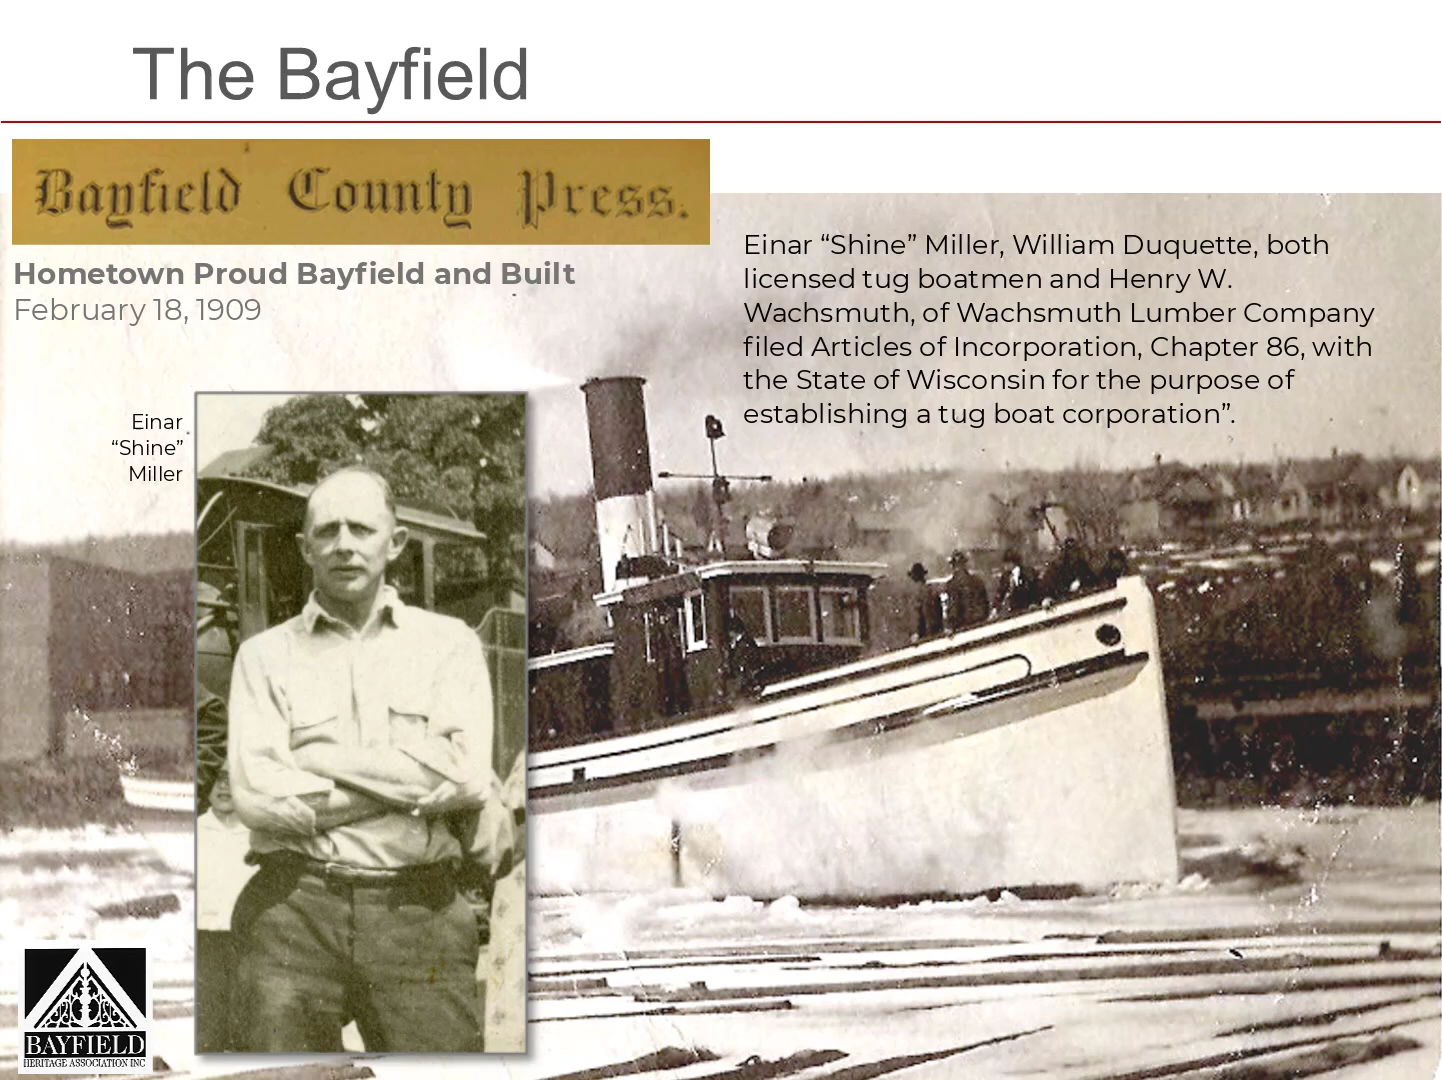 The Bayfield
Bayfield County Press.
Hometown Proud Bayfield and Built
February 18, 1909
Einar “Shine” Miller, William Duquette, both
licensed tug boatmen and Henry W.
Wachsmuth, of Wachsmuth Lumber Company
filed Articles of Incorporation, Chapter 86, with
the State of Wisconsin for the purpose of
establishing a tug boat corporation”.
Einar
“Shine”
Miller
BAYFIELD
HERITAGE ASSOCIATION INC